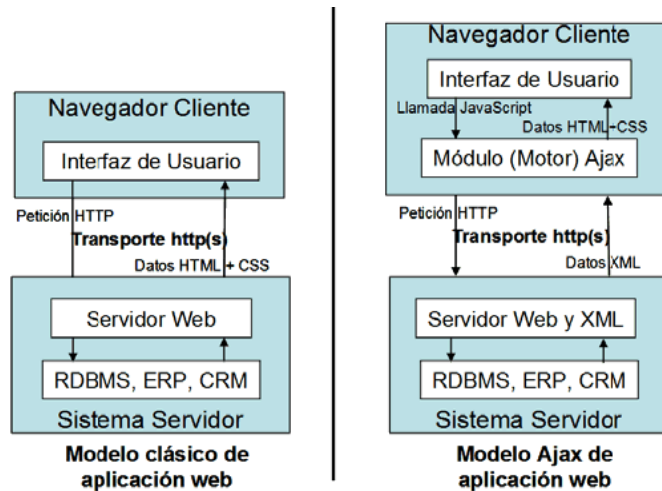 Navegador Cliente
Interfaz de Usuario
Petición HTTP
Transporte http(s)
Datos HTML + CSS
Servidor Web
RDBMS, ERP, CRM
Sistema Servidor
Modelo clásico de
aplicación web
Navegador Cliente
Interfaz de Usuario
Llamada JavaScript
Datos HTML+CSS
Módulo (Motor) Ajax
Petición HTTP
Transporte http(s)
Datos XML
Servidor Web y XML
RDBMS, ERP, CRM
Sistema Servidor
Modelo Ajax de
aplicación web